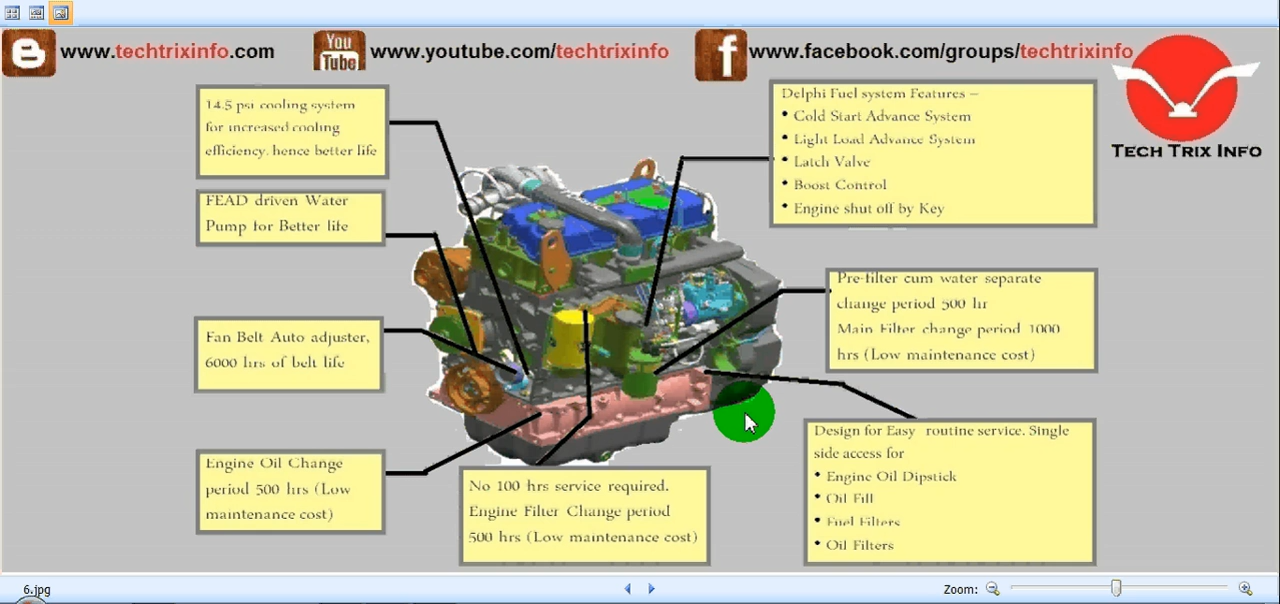 www.techtrixinfo.com
You Tube www.youtube.com/techtrixinfo
f www.facebook.com/groups/techtrixinfo
TECH TRIX INFO
14.5 psi cooling system
for increased cooling
efficiency, hence better life
FEAD driven Water
Pump for Better life
Fan Belt Auto adjuster,
6000 hrs of belt life
Engine Oil Change
period 500 hrs (Low
maintenance cost)
No 100 hrs service required.
Engine Filter Change period
500 hrs (Low maintenance cost)
Delphi Fuel system Features –
• Cold Start Advance System
• Light Load Advance System
• Latch Valve
• Boost Control
• Engine shut off by Key
Pre-filter cum water separate
change period 500 hr
Main Filter change period 1000
hrs (Low maintenance cost)
Design for Easy routine service. Single
side access for
• Engine Oil Dipstick
• Oil Fill
• Fuel Filters
• Oil Filters
6.jpg
Zoom: